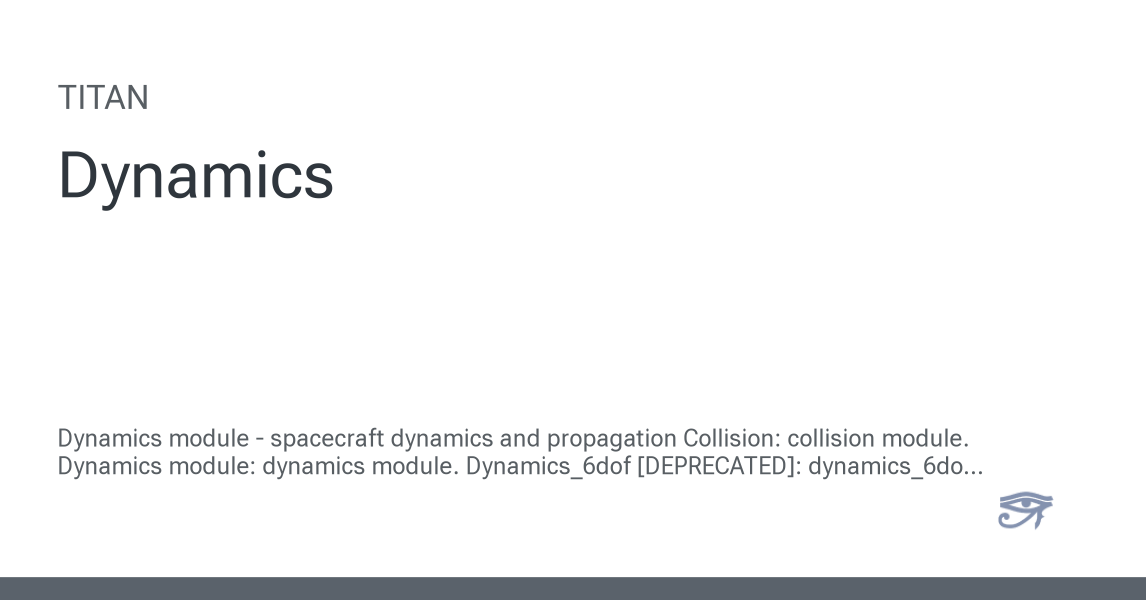 TITAN
Dynamics
Dynamics module - spacecraft dynamics and propagation Collision: collision module.
Dynamics module: dynamics module. Dynamics_6dof [DEPRECATED]: dynamics_6do...